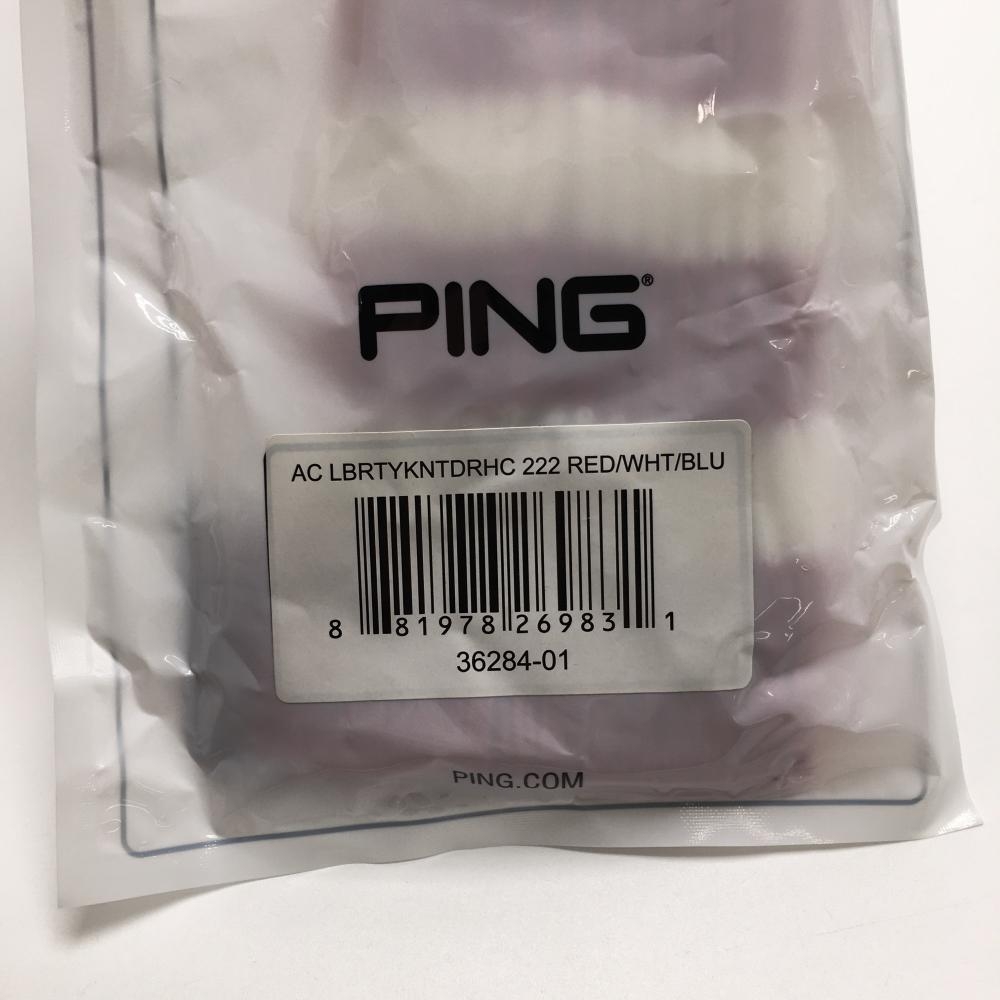 PING®
AC LBRTYKNTDRHC 222 RED/WHT/BLU
8 81978 26983 1
36284-01
PING.COM